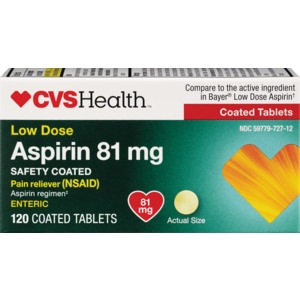 CVSHealth™
Compare to the active ingredient
in Bayer® Low Dose Aspirin‡
Coated Tablets
NDC 59779-727-12
Low Dose
Aspirin 81 mg
SAFETY COATED
Pain reliever (NSAID)
Aspirin regimen†
ENTERIC
120 COATED TABLETS
81
mg
Actual Size